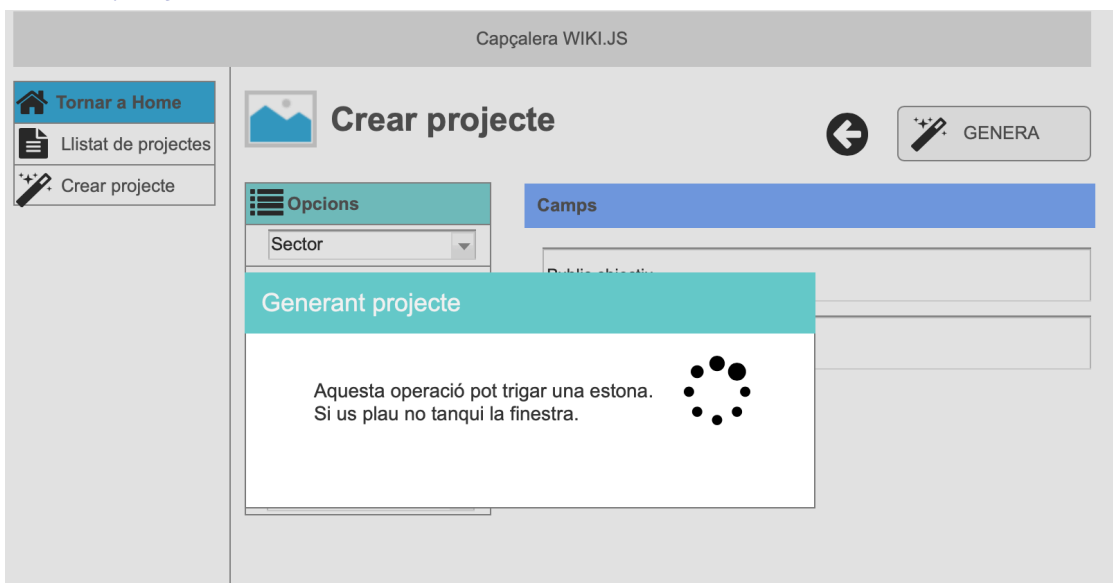 Capçalera WIKI.JS
Tornar a Home
Llistat de projectes
Crear projecte
Crear projecte
GENERA
Opcions
Sector
Camps
Generant projecte
Aquesta operació pot trigar una estona.
Si us plau no tanqui la finestra.